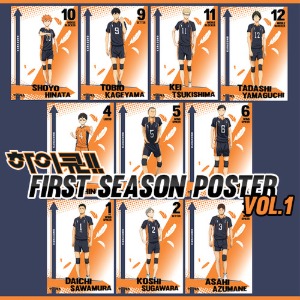 10
SHOYO
HINATA
9
TOBIO
KAGEYAMA
11
KEI
TSUKISHIMA
12
TADASHI
YAMAGUCHI
4
5
6
하이큐!!
FIRST SEASON POSTER
VOL.1
1
DAICHI
SAWAMURA
2
KOSHI
SUGAWARA
3
ASAHI
AZUMANE